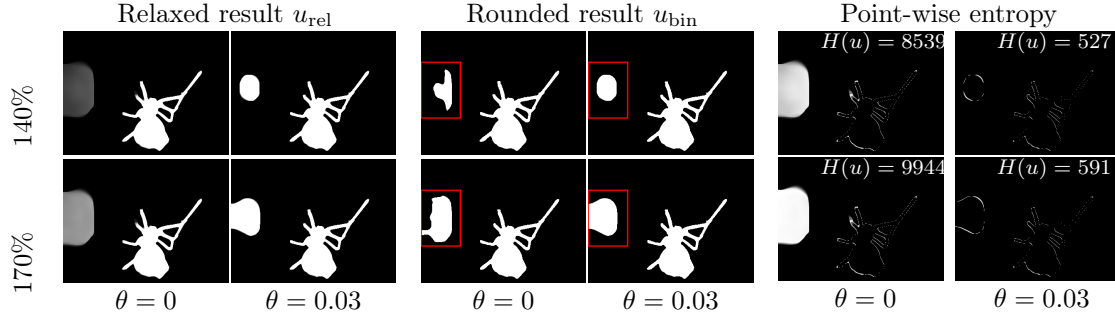 Relaxed result u_rel Rounded result u_bin Point-wise entropy
140%
H(u) = 8539 H(u) = 527
170%
H(u) = 9944 H(u) = 591
θ = 0 θ = 0.03 θ = 0 θ = 0.03 θ = 0 θ = 0.03